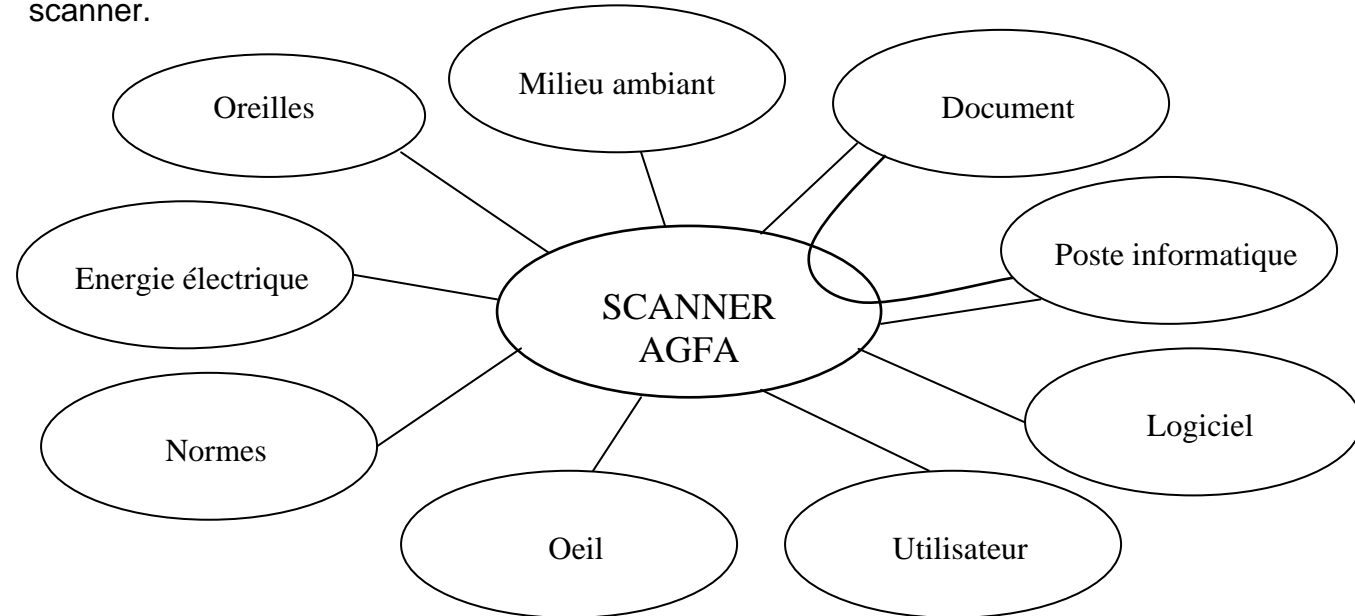 scanner.
Milieu ambiant
Oreilles
Document
Energie électrique
Poste informatique
SCANNER
AGFA
Normes
Logiciel
Oeil
Utilisateur